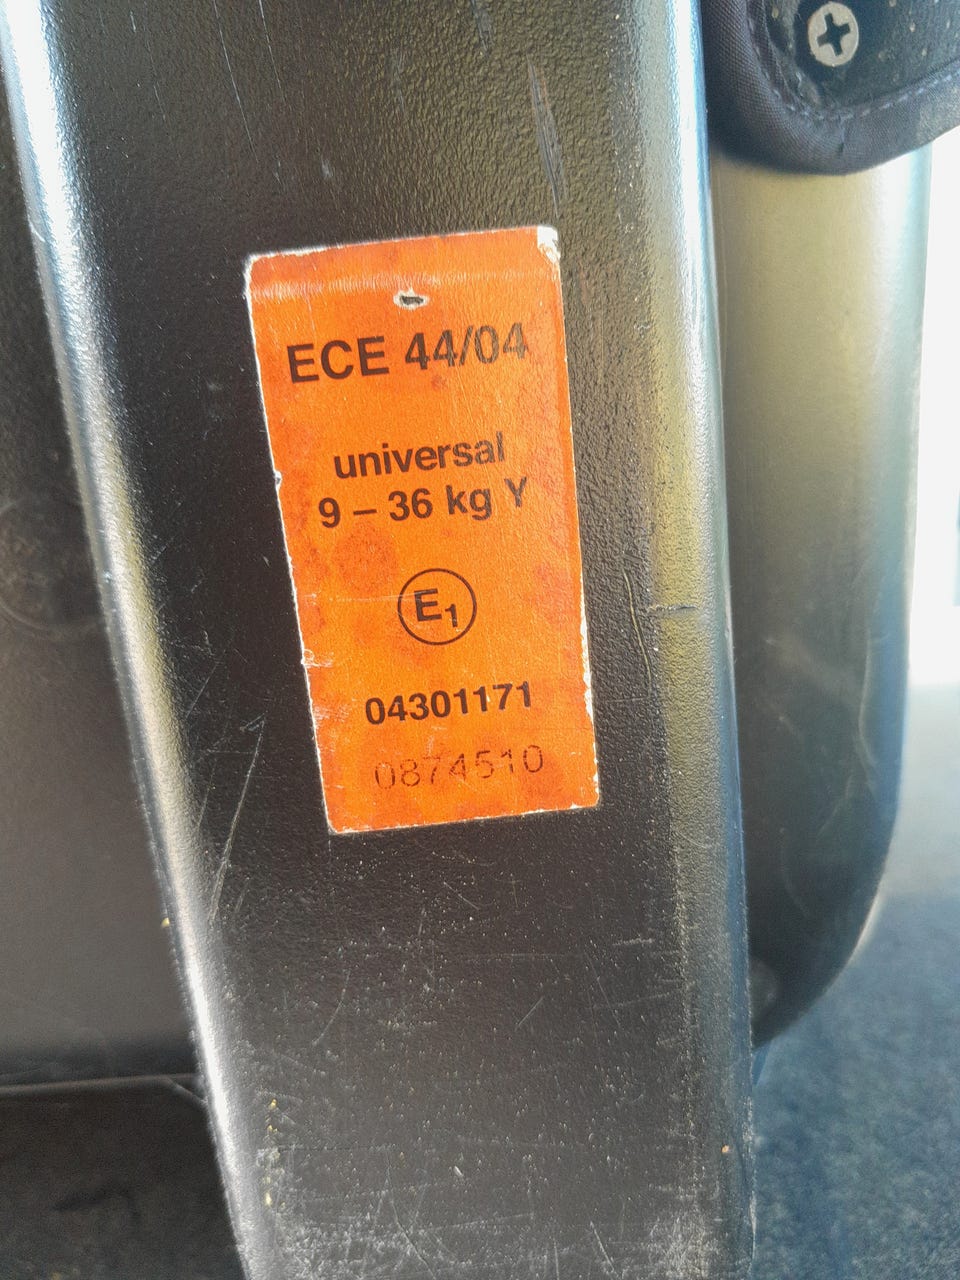 ECE 44/04
universal
9 – 36 kg Y
E1
04301171
0874510